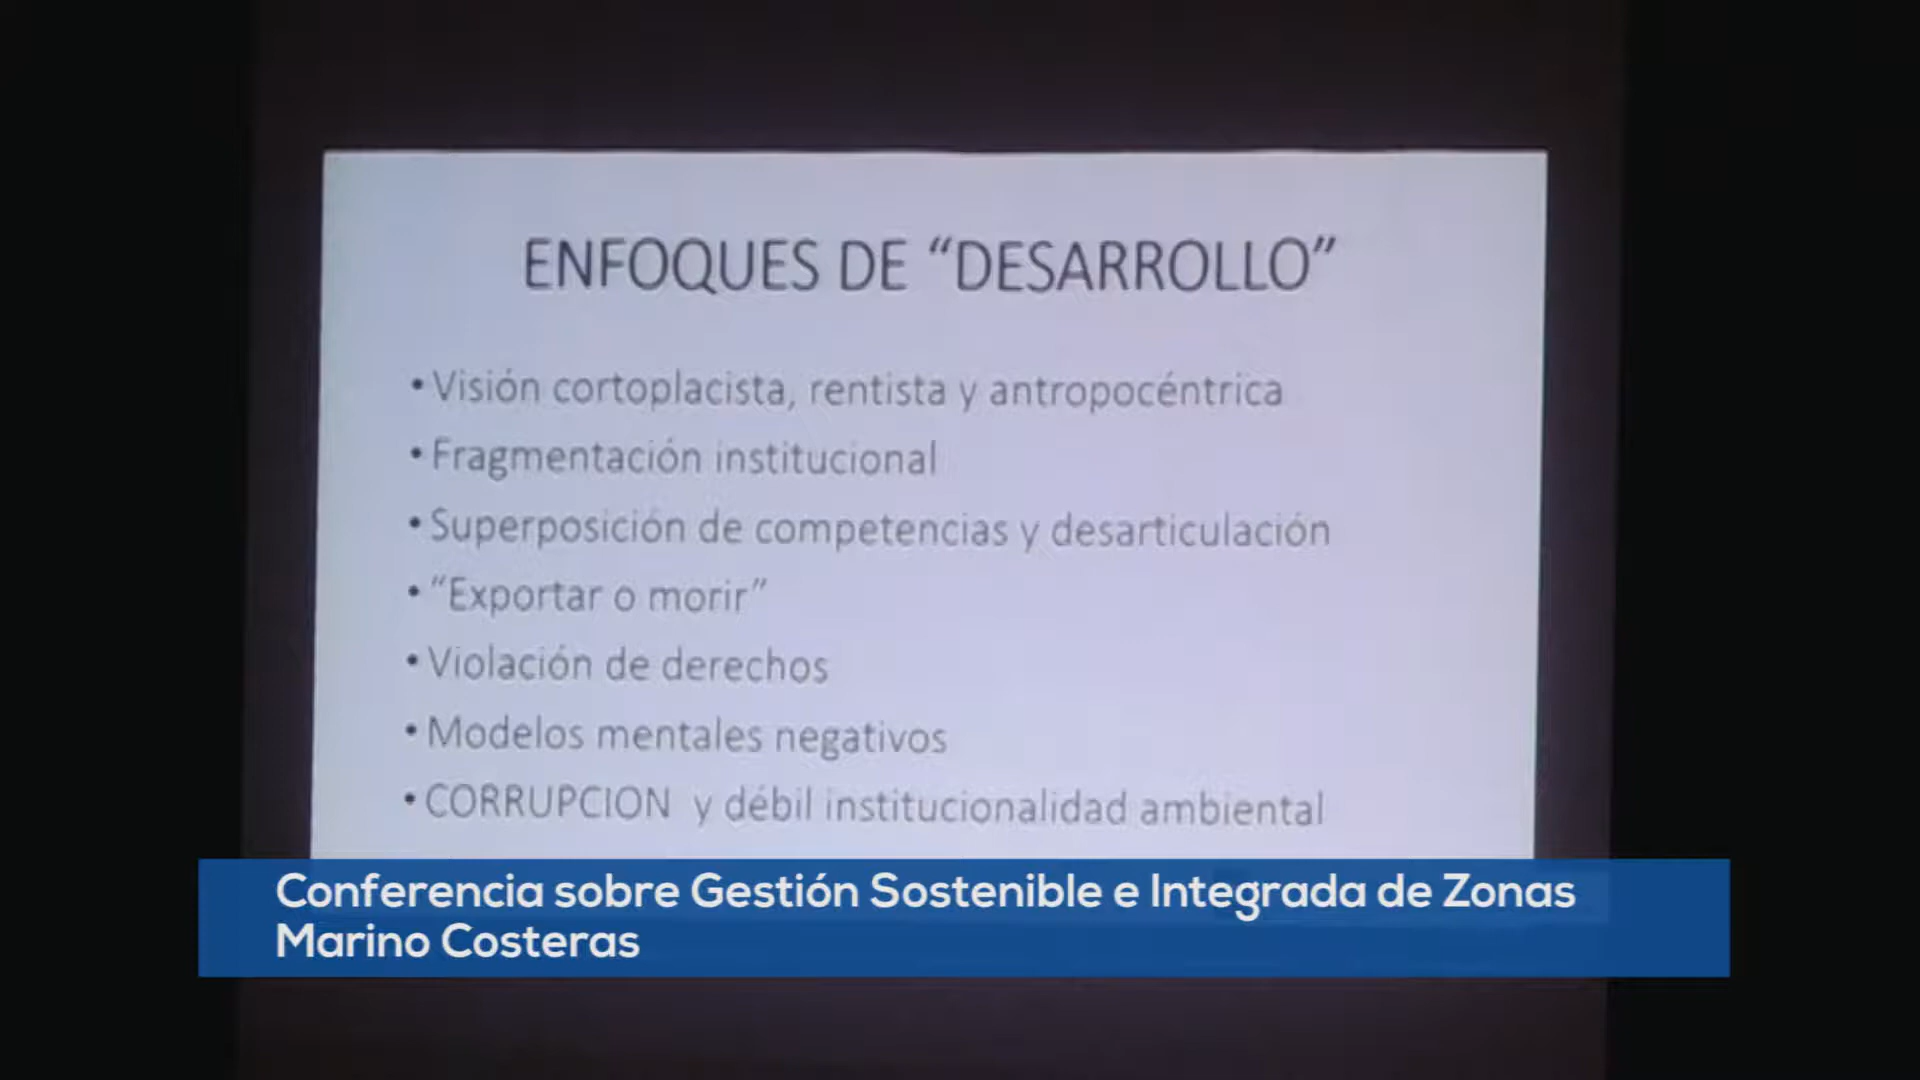 ENFOQUES DE “DESARROLLO”
• Visión cortoplacista, rentista y antropocéntrica
• Fragmentación institucional
• Superposición de competencias y desarticulación
• “Exportar o morir”
• Violación de derechos
• Modelos mentales negativos
• CORRUPCION y débil institucionalidad ambiental
Conferencia sobre Gestión Sostenible e Integrada de Zonas
Marino Costeras